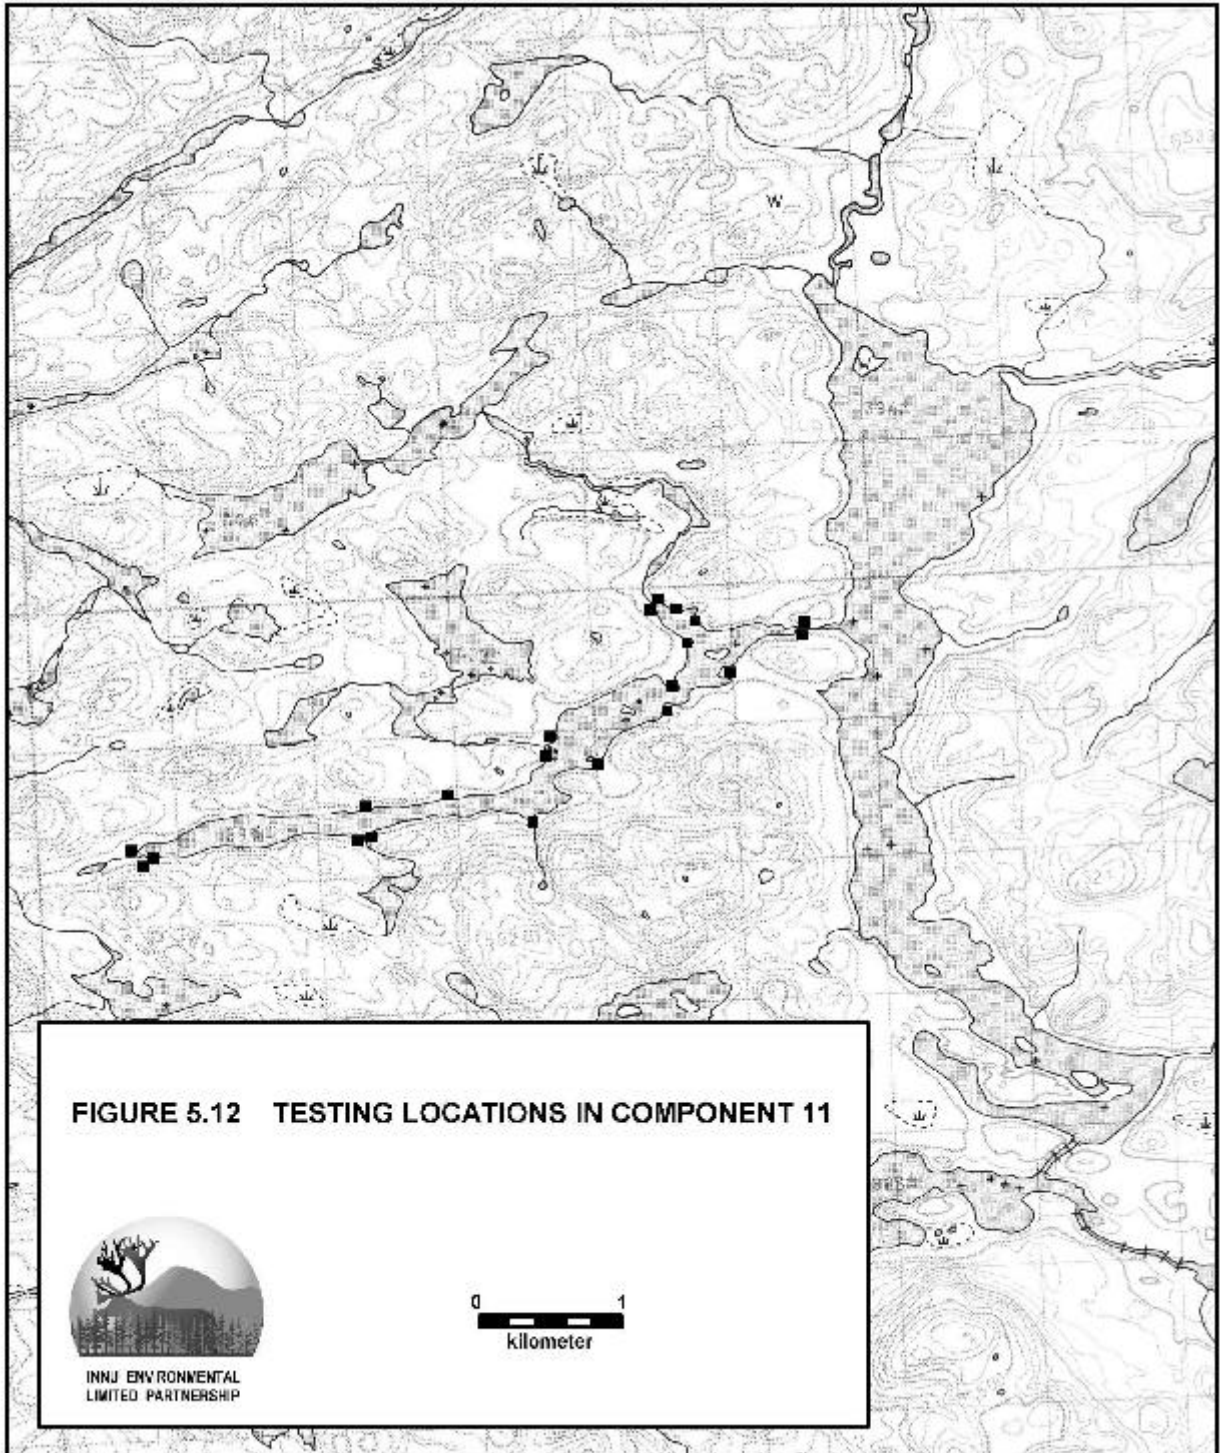 W
FIGURE 5.12 TESTING LOCATIONS IN COMPONENT 11
0 1
kilometer
INNU ENVIRONMENTAL
LIMITED PARTNERSHIP